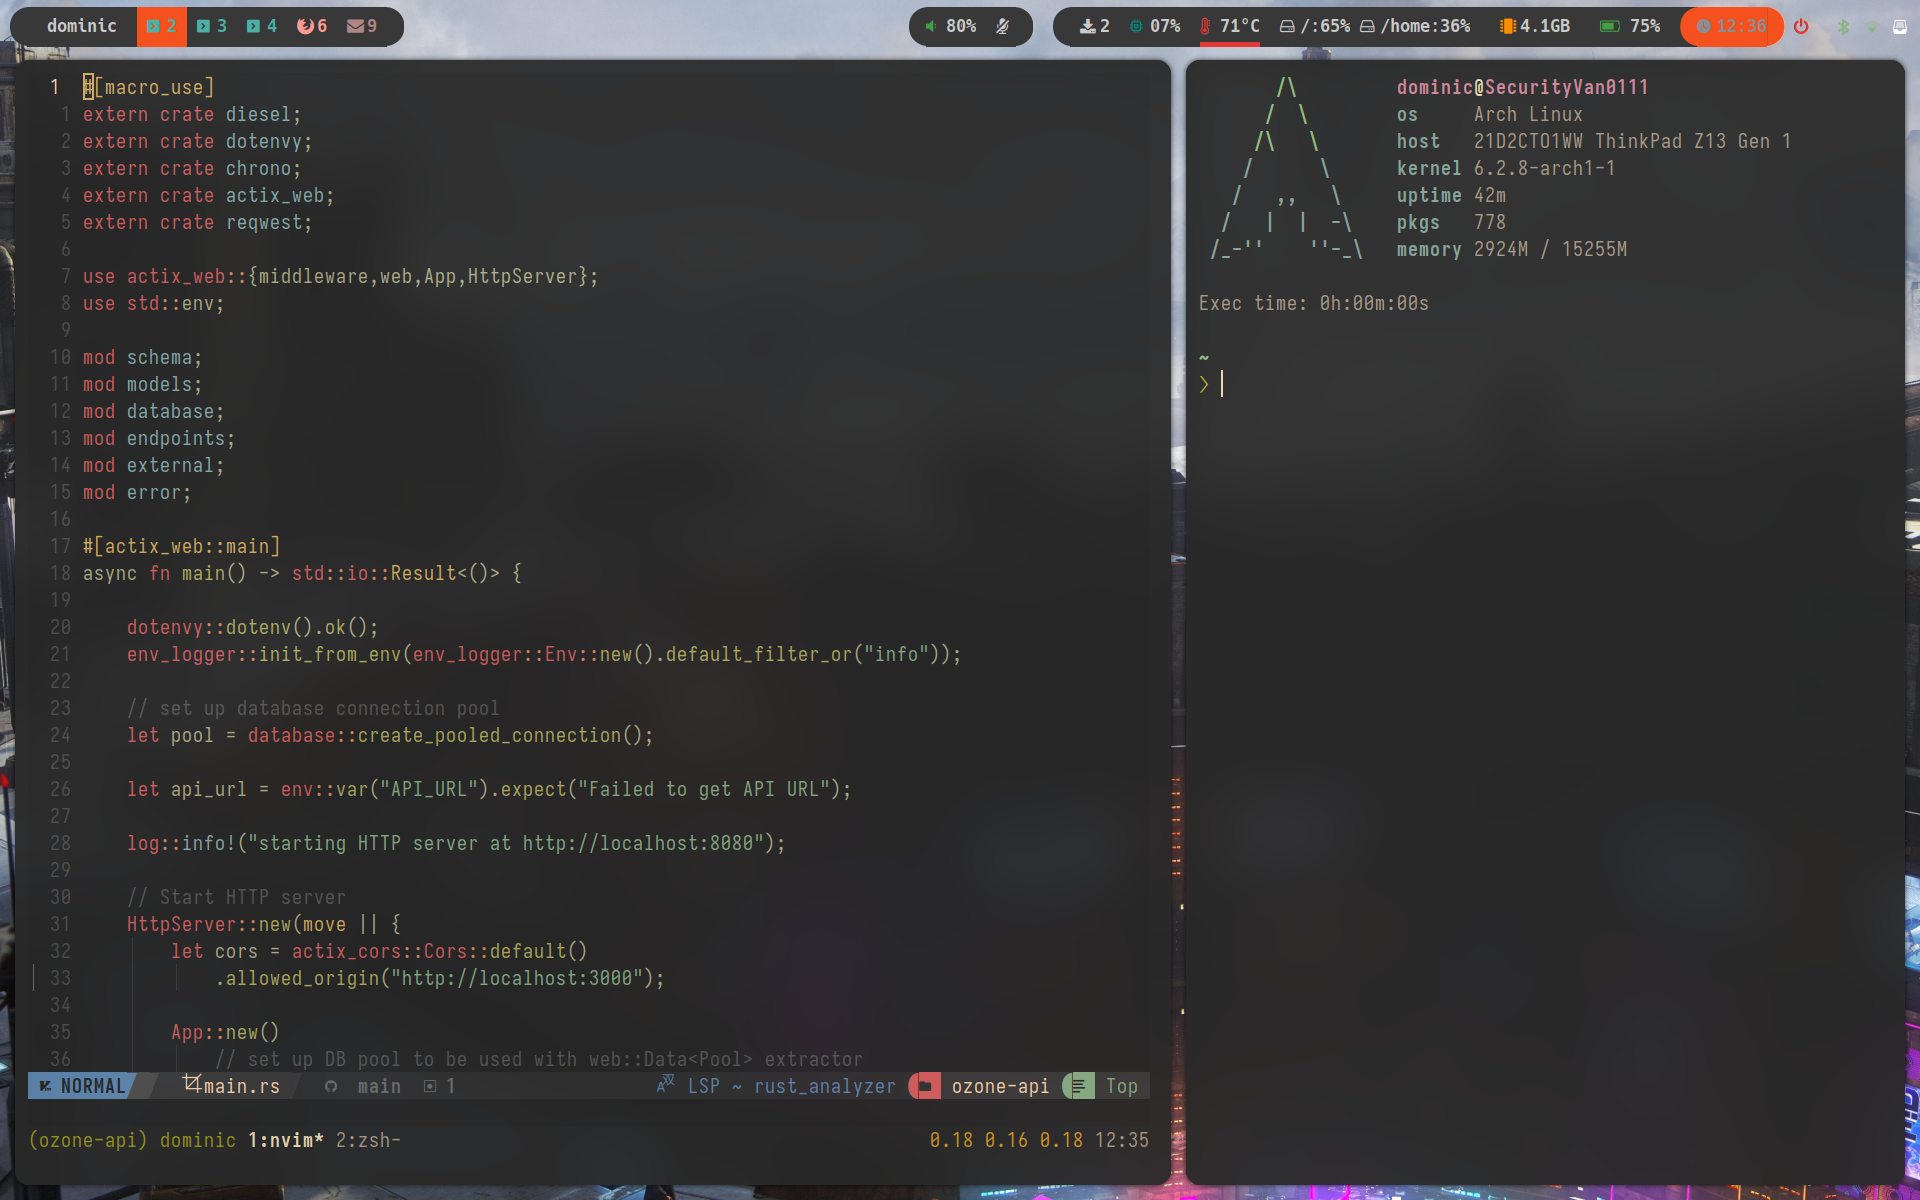 dominic 2 3 4 6 9 80% 2 07% 71°C /:65% /home:36% 4.1GB 75% 12:36
1 #[macro_use]
1 extern crate diesel;
2 extern crate dotenvy;
3 extern crate chrono;
4 extern crate actix_web;
5 extern crate reqwest;
6
7 use actix_web::{middleware,web,App,HttpServer};
8 use std::env;
9
10 mod schema;
11 mod models;
12 mod database;
13 mod endpoints;
14 mod external;
15 mod error;
16
17 #[actix_web::main]
18 async fn main() -> std::io::Result<()> {
19
20     dotenvy::dotenv().ok();
21     env_logger::init_from_env(env_logger::Env::new().default_filter_or("info"));
22
23     // set up database connection pool
24     let pool = database::create_pooled_connection();
25
26     let api_url = env::var("API_URL").expect("Failed to get API URL");
27
28     log::info!("starting HTTP server at http://localhost:8080");
29
30     // Start HTTP server
31     HttpServer::new(move || {
32         let cors = actix_cors::Cors::default()
33             .allowed_origin("http://localhost:3000");
34
35         App::new()
36             // set up DB pool to be used with web::Data<Pool> extractor
NORMAL main.rs main 1 LSP ~ rust_analyzer ozone-api Top
(ozone-api) dominic 1:nvim* 2:zsh- 0.18 0.16 0.18 12:35
      /\
     /  \
    /\   \
   /      \
  /   ,,   \
 /   |  |  -\
/_-''    ''-_\
dominic@SecurityVan0111
os Arch Linux
host 21D2CTO1WW ThinkPad Z13 Gen 1
kernel 6.2.8-arch1-1
uptime 42m
pkgs 778
memory 2924M / 15255M
Exec time: 0h:00m:00s
~
❯